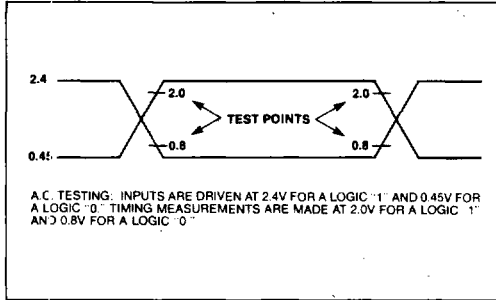 2.4
2.0
2.0
TEST POINTS
0.8
0.8
0.45
A.C. TESTING: INPUTS ARE DRIVEN AT 2.4V FOR A LOGIC "1" AND 0.45V FOR
A LOGIC "0." TIMING MEASUREMENTS ARE MADE AT 2.0V FOR A LOGIC "1"
AND 0.8V FOR A LOGIC "0"